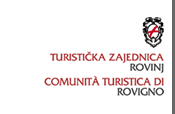 TURISTIČKA ZAJEDNICA
ROVINJ
COMUNITÀ TURISTICA DI
ROVIGNO